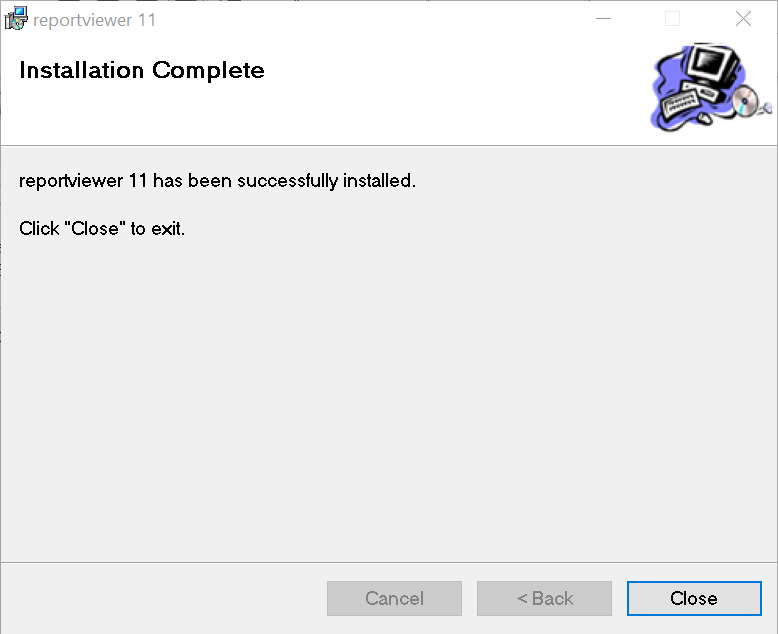 reportviewer 11
Installation Complete
reportviewer 11 has been successfully installed.
Click "Close" to exit.
Cancel
< Back
Close